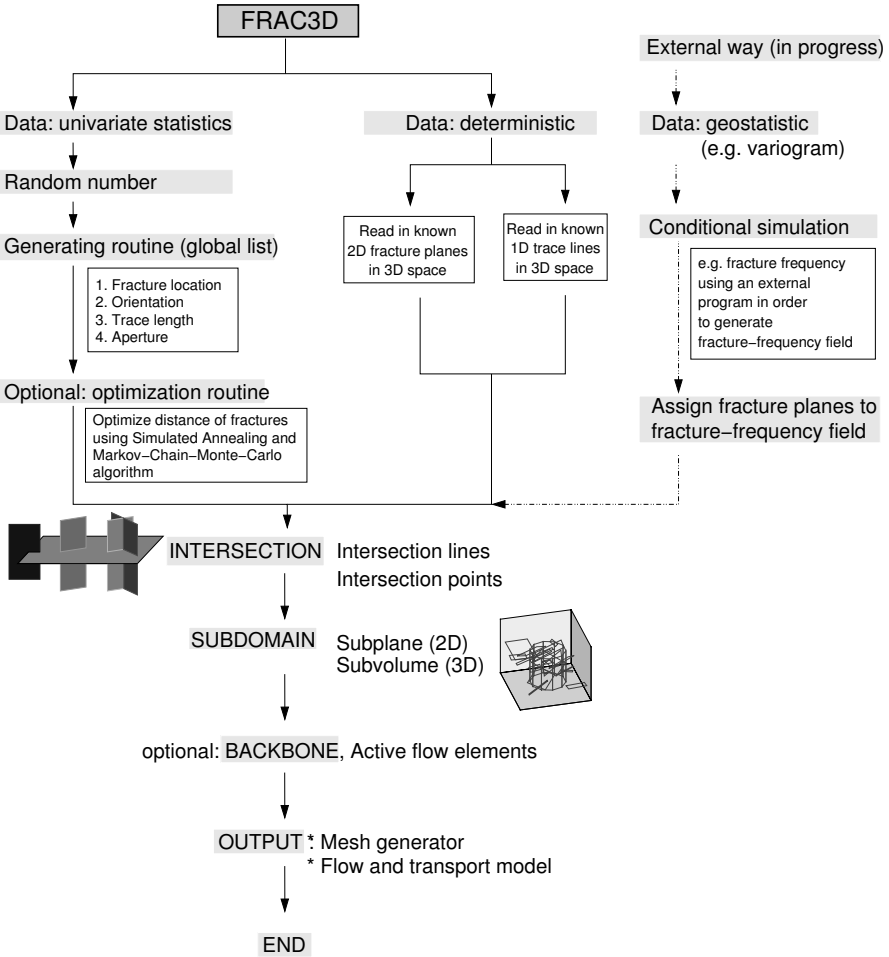 FRAC3D
External way (in progress)
Data: univariate statistics
Data: deterministic
Data: geostatistic
(e.g. variogram)
Random number
Generating routine (global list)
Read in known
2D fracture planes
in 3D space
Read in known
1D trace lines
in 3D space
Conditional simulation
1. Fracture location
2. Orientation
3. Trace length
4. Aperture
e.g. fracture frequency
using an external
program in order
to generate
fracture−frequency field
Optional: optimization routine
Optimize distance of fractures
using Simulated Annealing and
Markov−Chain−Monte−Carlo
algorithm
Assign fracture planes to
fracture−frequency field
INTERSECTION
Intersection lines
Intersection points
SUBDOMAIN
Subplane (2D)
Subvolume (3D)
optional: BACKBONE, Active flow elements
OUTPUT : * Mesh generator
* Flow and transport model
END